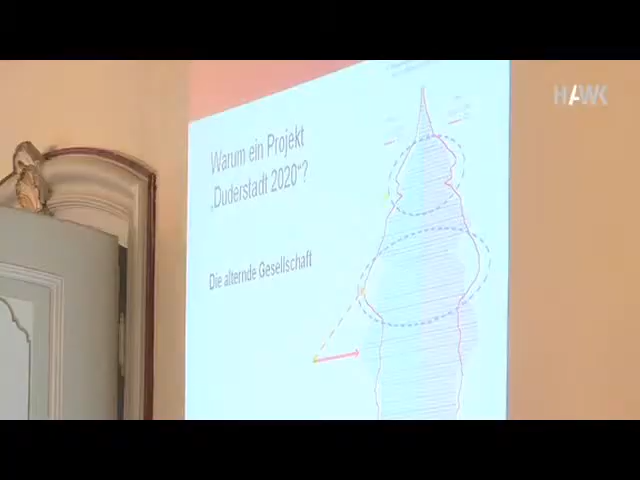 HAWK
Warum ein Projekt
„Duderstadt 2020“?
Die alternde Gesellschaft